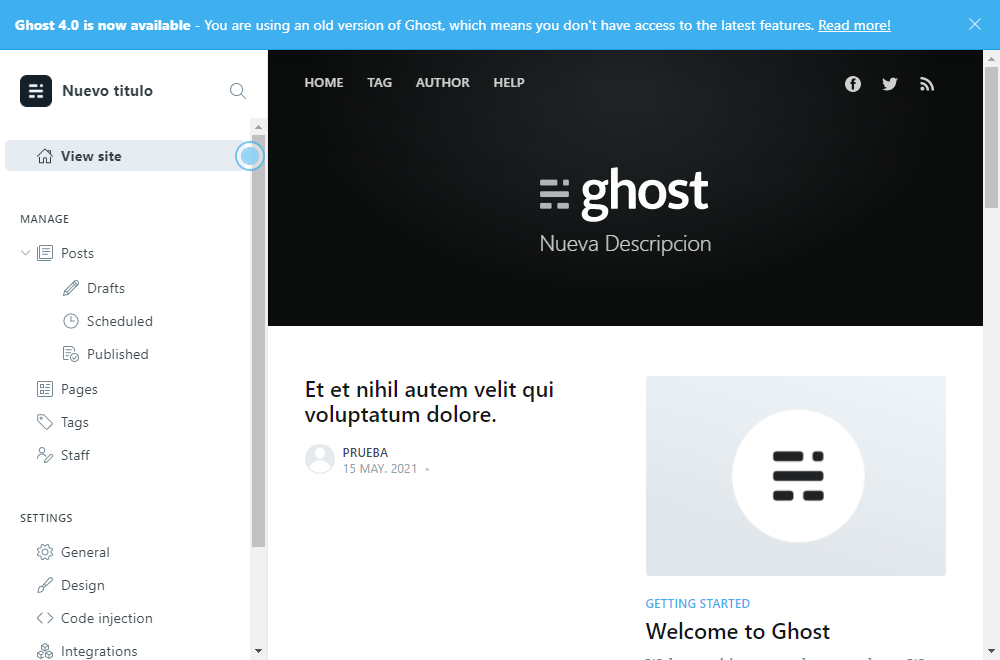 Ghost 4.0 is now available - You are using an old version of Ghost, which means you don't have access to the latest features. Read more!
Nuevo titulo
View site
MANAGE
Posts
Drafts
Scheduled
Published
Pages
Tags
Staff
SETTINGS
General
Design
Code injection
Integrations
HOME TAG AUTHOR HELP
ghost
Nueva Descripcion
Et et nihil autem velit qui
voluptatum dolore.
PRUEBA
15 MAY. 2021 •
GETTING STARTED
Welcome to Ghost